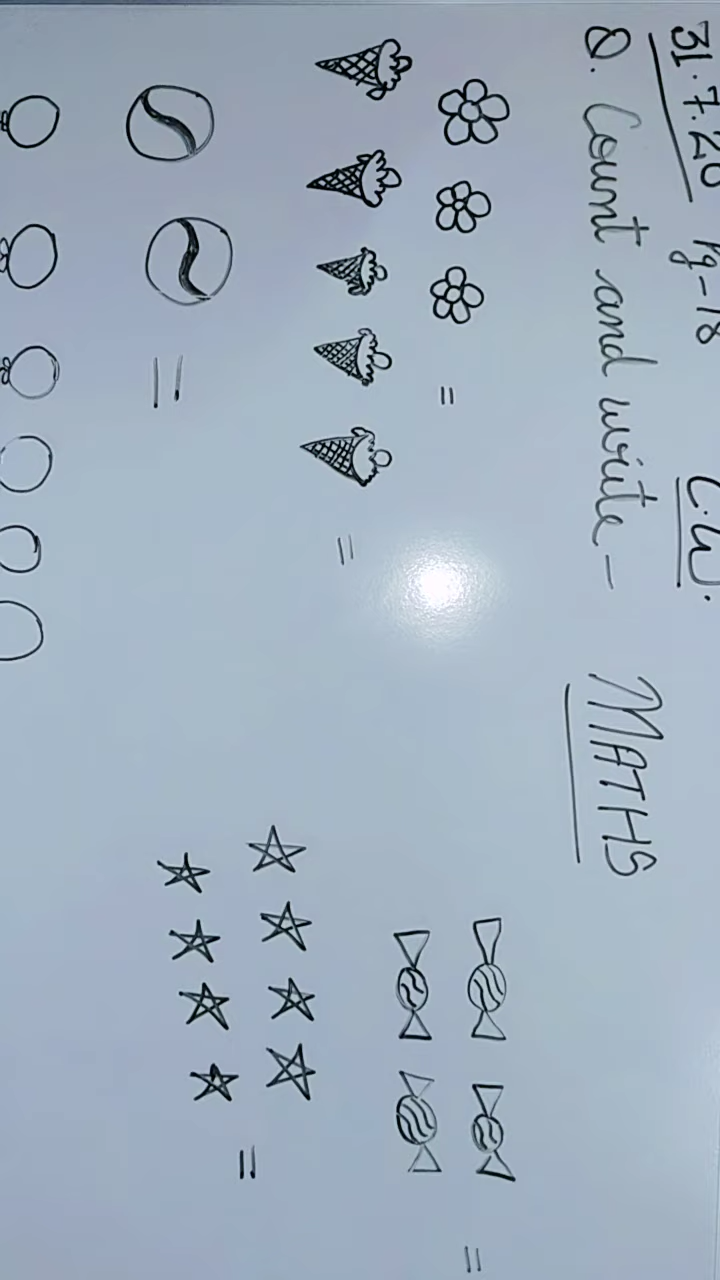 31.7.20 Pg-18 C.W.
Q. Count and write - MATHS
=
=
=
=
=